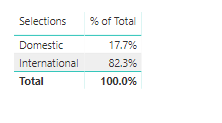 Selections % of Total
Domestic 17.7%
International 82.3%
Total 100.0%